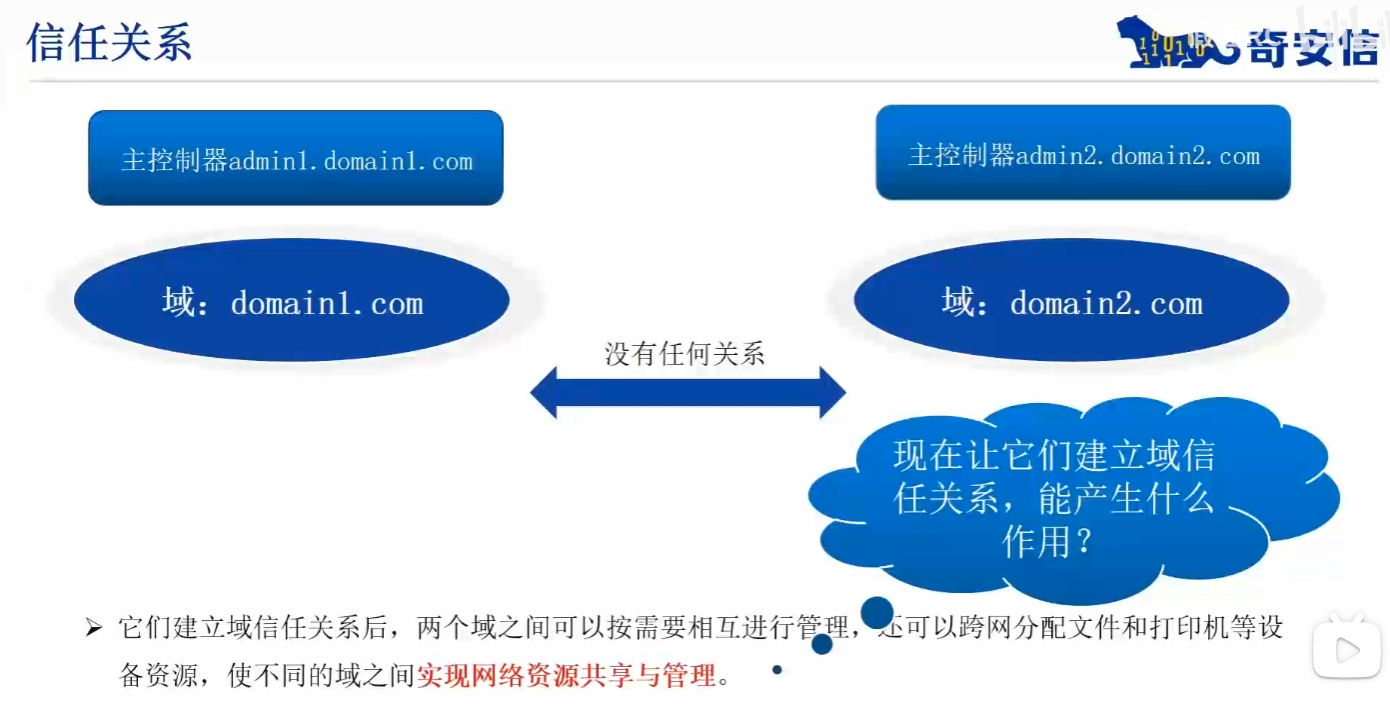 信任关系
奇安信
主控制器admin1.domain1.com
主控制器admin2.domain2.com
域：domain1.com
域：domain2.com
没有任何关系
现在让它们建立域信
任关系，能产生什么
作用？
➢ 它们建立域信任关系后，两个域之间可以按需要相互进行管理，还可以跨网分配文件和打印机等设
备资源，使不同的域之间实现网络资源共享与管理。